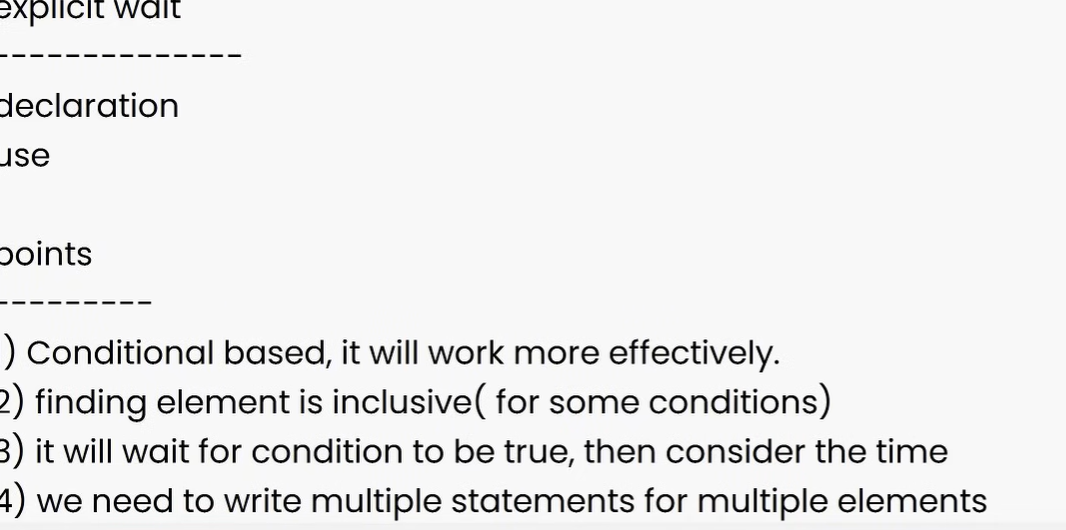 explicit wait
--------------
declaration
use
points
---------
) Conditional based, it will work more effectively.
2) finding element is inclusive( for some conditions)
3) it will wait for condition to be true, then consider the time
4) we need to write multiple statements for multiple elements